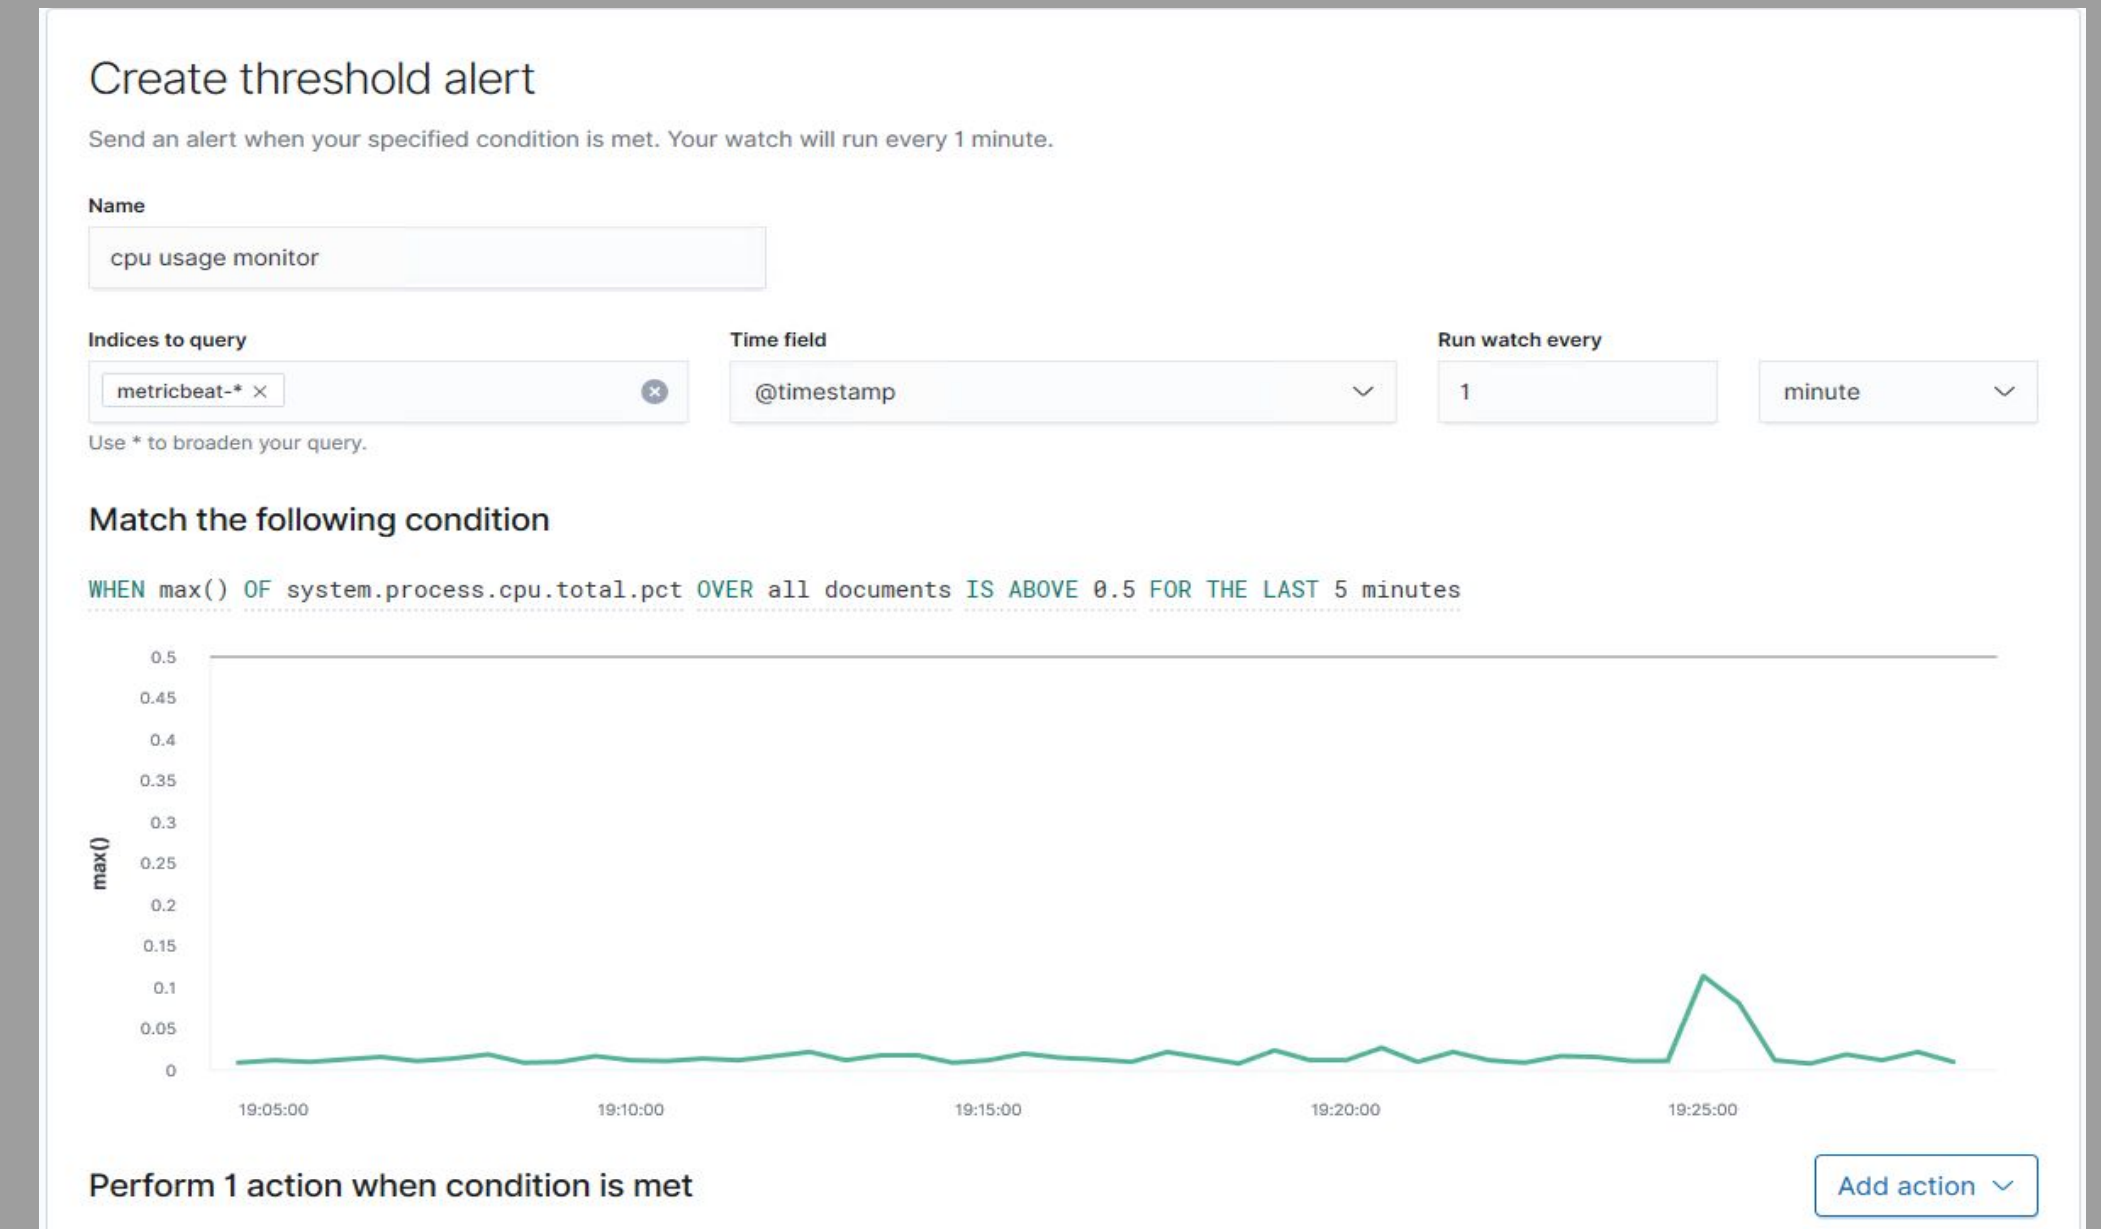 Create threshold alert
Send an alert when your specified condition is met. Your watch will run every 1 minute.
Name
cpu usage monitor
Indices to query
Time field
Run watch every
metricbeat-*
@timestamp
1
minute
Use * to broaden your query.
Match the following condition
WHEN max() OF system.process.cpu.total.pct OVER all documents IS ABOVE 0.5 FOR THE LAST 5 minutes
0.5
0.45
0.4
0.35
0.3
0.25
0.2
0.15
0.1
0.05
0
max()
19:05:00 19:10:00 19:15:00 19:20:00 19:25:00
Perform 1 action when condition is met
Add action